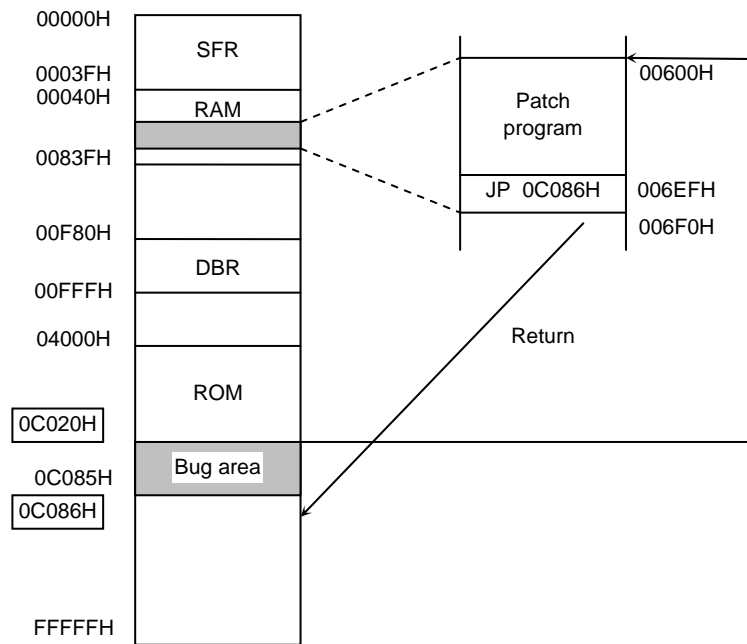 00000H
SFR
0003FH
00040H
RAM
0083FH
00F80H
DBR
00FFFH
04000H
ROM
0C020H
Bug area
0C085H
0C086H
FFFFFH
00600H
Patch
program
JP 0C086H
006EFH
006F0H
Return